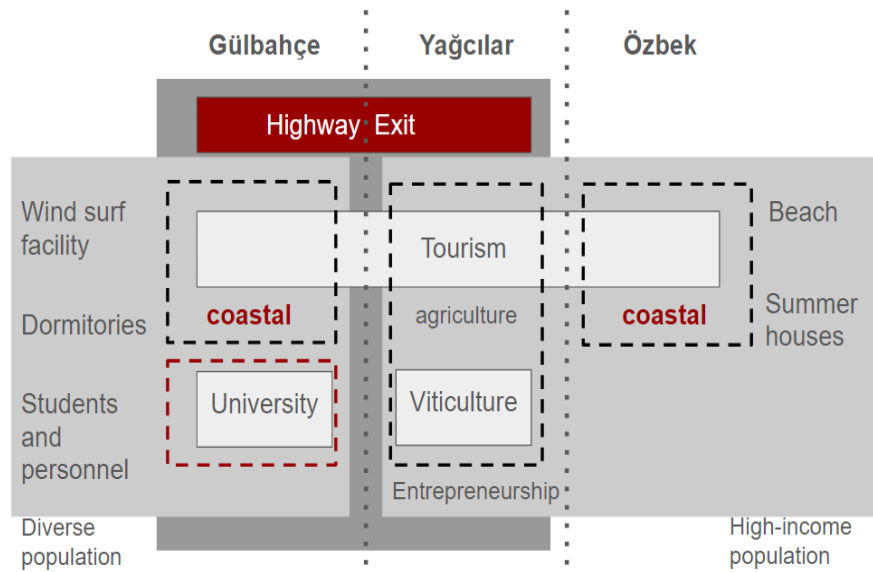 Gülbahçe
Yağcılar
Özbek
Highway Exit
Wind surf
facility
Tourism
Beach
Dormitories
coastal
agriculture
coastal
Summer
houses
Students
and
personnel
University
Viticulture
Entrepreneurship
Diverse
population
High-income
population